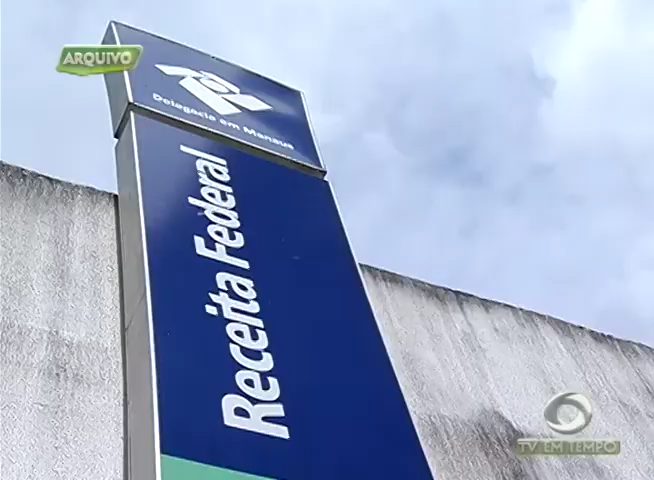 ARQUIVO
Delegacia em Manaus
Receita Federal
TV EM TEMPO